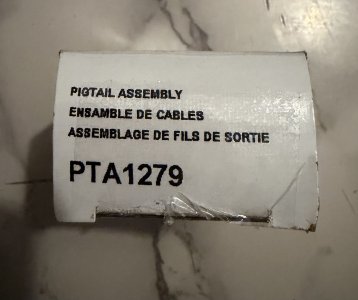 PIGTAIL ASSEMBLY
ENSAMBLE DE CABLES
ASSEMBLAGE DE FILS DE SORTIE
PTA1279